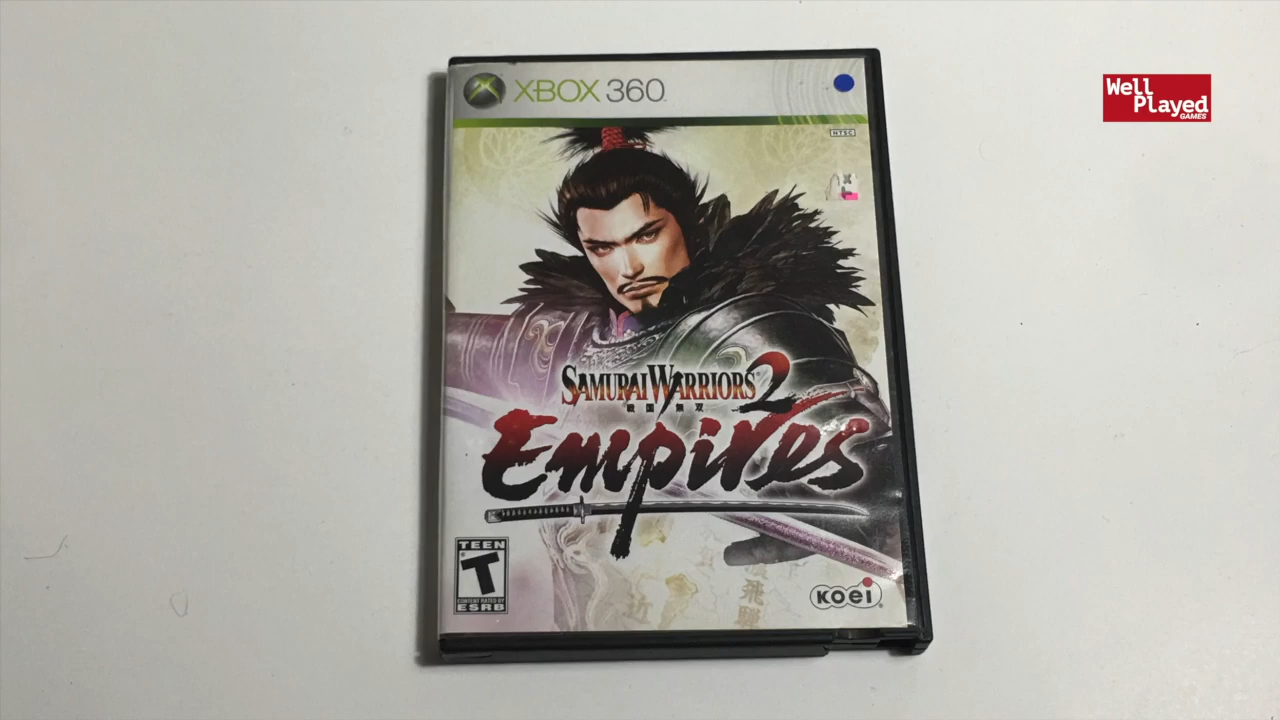 XBOX 360
NTSC
Well
Played
GAMES
SAMURAI WARRIORS 2
戦国無双
Empires
TEEN
T
CONTENT RATED BY
ESRB
KOEI